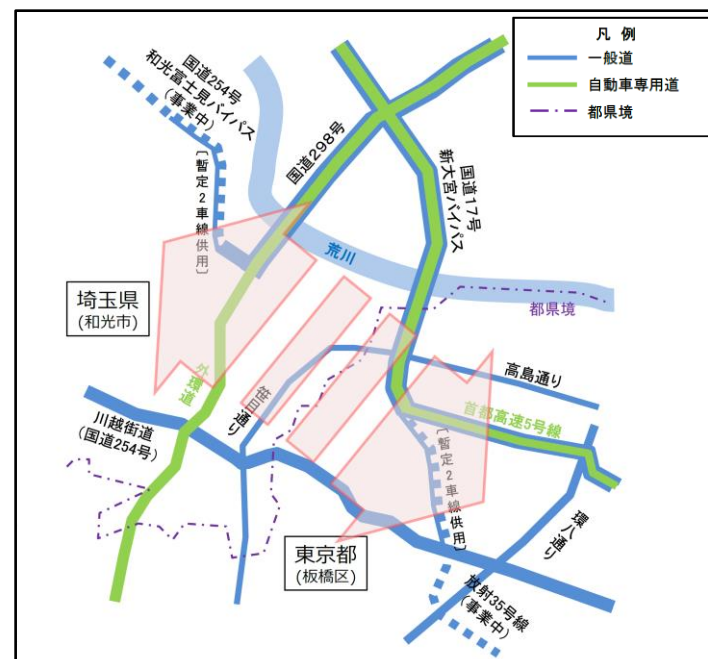 凡 例
一般道
自動車専用道
都県境
国道254号
和光富士見バイパス
(事業中)
〔暫定2車線供用〕
国道298号
国道17号
新大宮バイパス
荒川
都県境
埼玉県
(和光市)
外環道
笹目通り
高島通り
首都高速5号線
川越街道
(国道254号)
〔暫定2車線供用〕
環八通り
東京都
(板橋区)
放射35号線
(事業中)